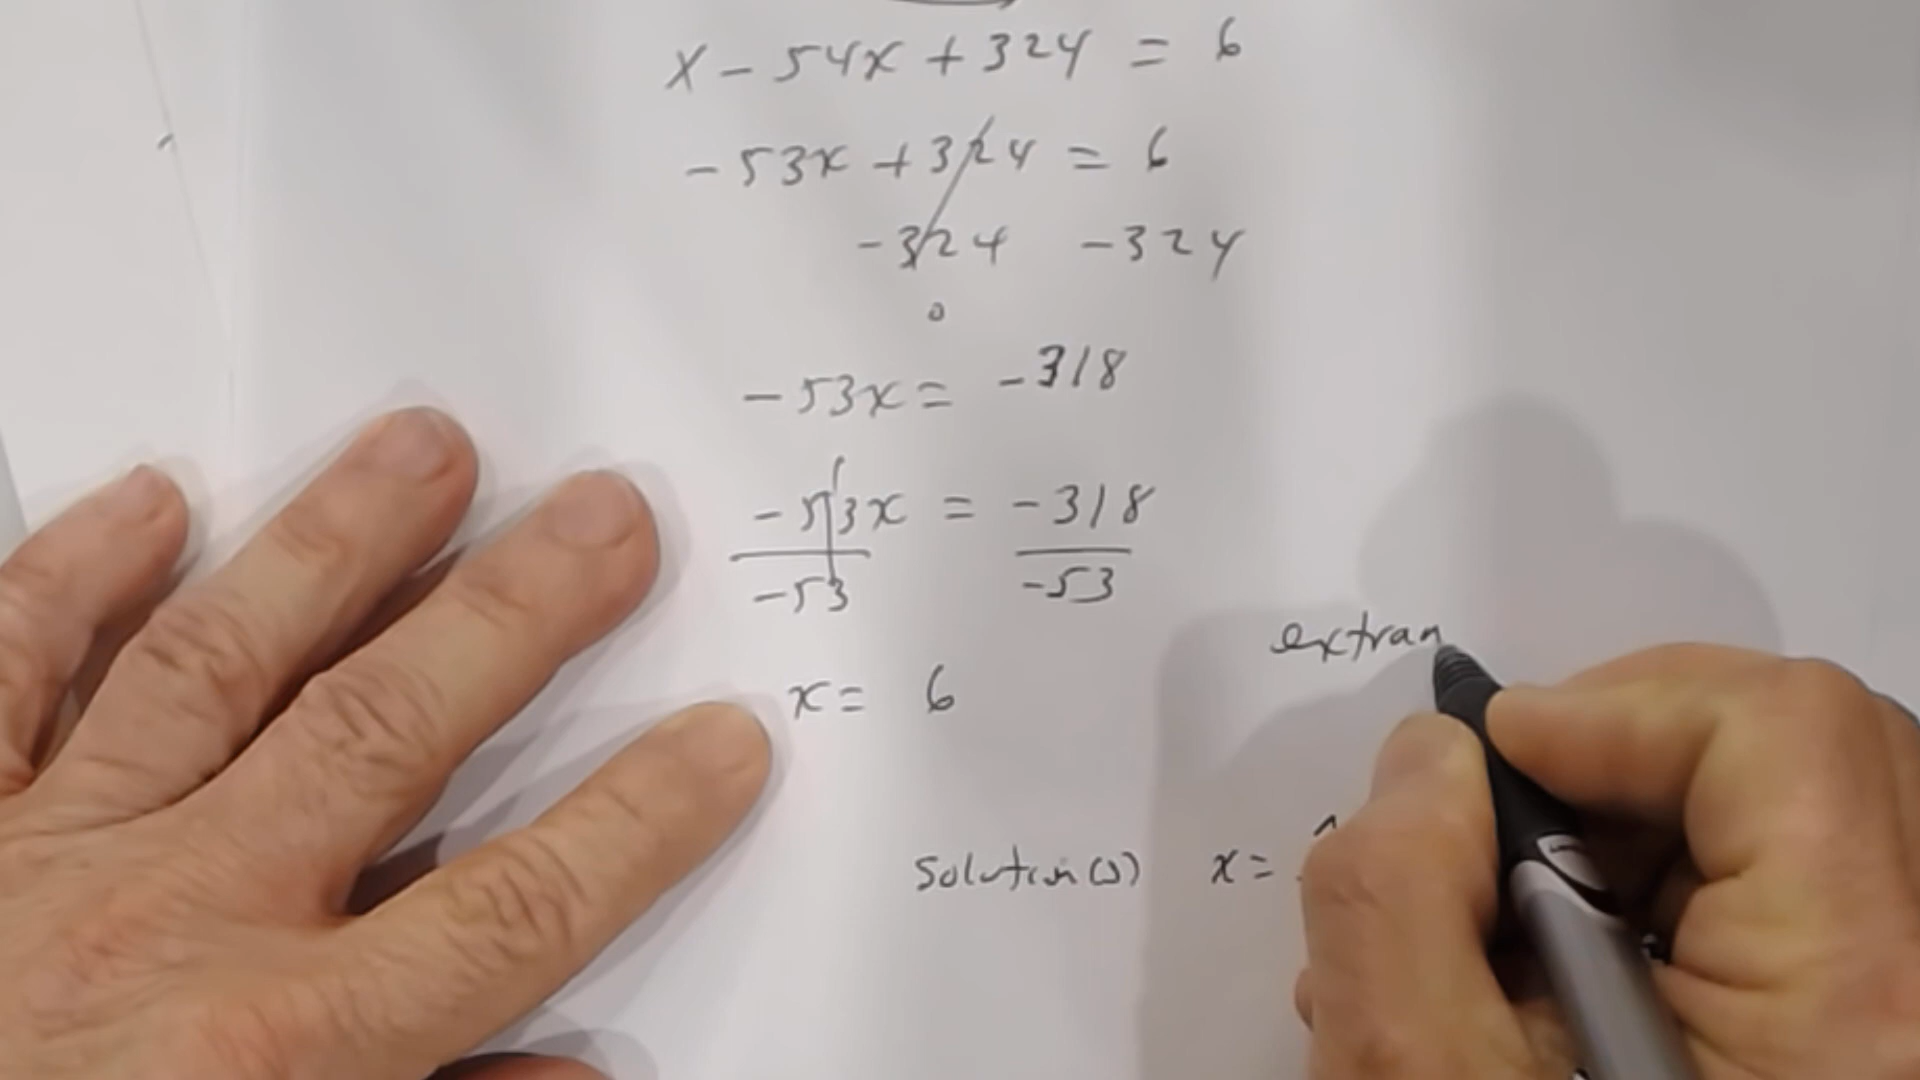 x - 54x + 324 = 6
-53x + 324 = 6
-324 -324
0
-53x = -318
-53x = -318
-53 -53
extran
x = 6
Solution(s) x =